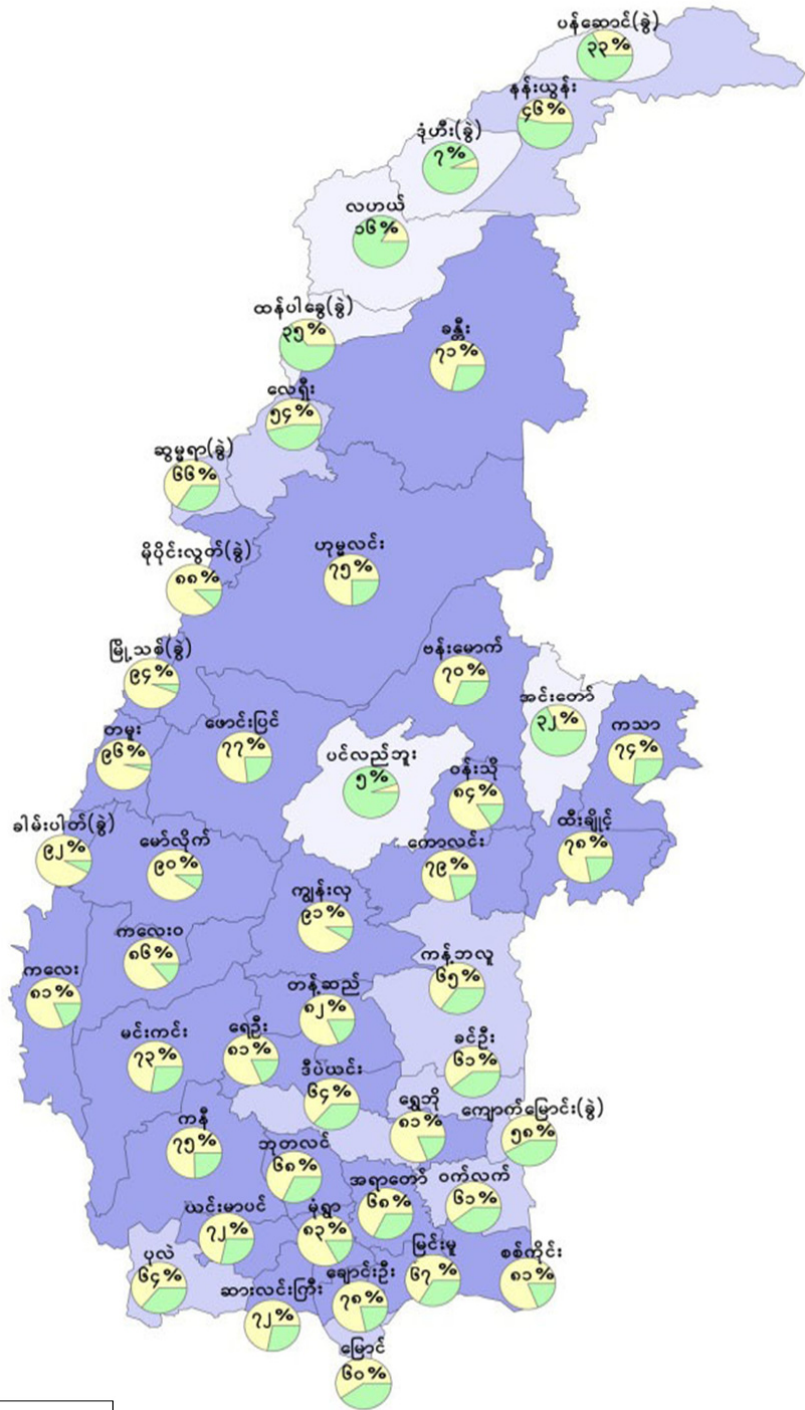 ပန်ဆောင်(ခွဲ)
၃၃%
နန်းယွန်း
၄၆%
ဒုံဟီး(ခွဲ)
၇%
လဟယ်
၁၆%
ထန်ပါခွေ(ခွဲ)
၃၅%
ခန္တီး
၇၁%
လေရှီး
၅၄%
ဆွမ္မရာ(ခွဲ)
၆၆%
မိုပိုင်းလွတ်(ခွဲ)
၈၈%
ဟုမ္မလင်း
၇၅%
မြို့သစ်(ခွဲ)
၉၄%
ဗန်းမောက်
၇၀%
အင်းတော်
၃၂%
ကသာ
၇၄%
တမူး
၉၆%
ဖောင်းပြင်
၇၇%
ပင်လည်ဘူး
၅%
ဝန်းသို
၈၄%
ခါမ်းပါတ်(ခွဲ)
၉၂%
မော်လိုက်
၉၀%
ကောလင်း
၇၉%
ထီးချိုင့်
၇၈%
ကျွန်းလှ
၉၁%
ကလေးဝ
၈၆%
ကန့်ဘလူ
၆၅%
ကလေး
၈၁%
တန့်ဆည်
၈၂%
မင်းကင်း
၇၃%
ရေဦး
၈၁%
ခင်ဦး
၆၁%
ဒီပဲယင်း
၆၄%
ရွှေဘို
၈၁%
ကျောက်မြောင်း(ခွဲ)
၅၈%
ကနီ
၇၅%
ဘုတလင်
၆၈%
အရာတော်
၆၈%
ဝက်လက်
၆၁%
ယင်းမာပင်
၇၂%
မုံရွာ
၈၃%
မြင်းမူ
၆၇%
စစ်ကိုင်း
၈၁%
ပုလဲ
၆၄%
ဆားလင်းကြီး
၇၂%
ချောင်းဦး
၇၈%
မြောင်
၆၀%